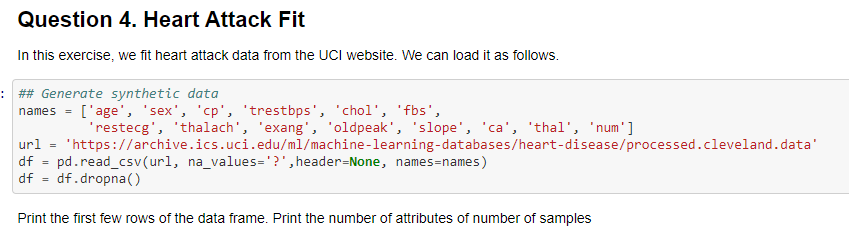 Question 4. Heart Attack Fit
In this exercise, we fit heart attack data from the UCI website. We can load it as follows.
: ## Generate synthetic data
names = ['age', 'sex', 'cp', 'trestbps', 'chol', 'fbs',
'restecg', 'thalach', 'exang', 'oldpeak', 'slope', 'ca', 'thal', 'num']
url = 'https://archive.ics.uci.edu/ml/machine-learning-databases/heart-disease/processed.cleveland.data'
df = pd.read_csv(url, na_values='?',header=None, names=names)
df = df.dropna()
Print the first few rows of the data frame. Print the number of attributes of number of samples